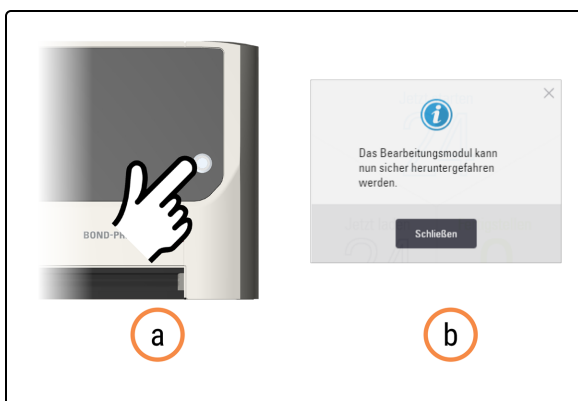 BOND-PR
Das Bearbeitungsmodul kann
nun sicher heruntergefahren
werden.
Schließen
a
b